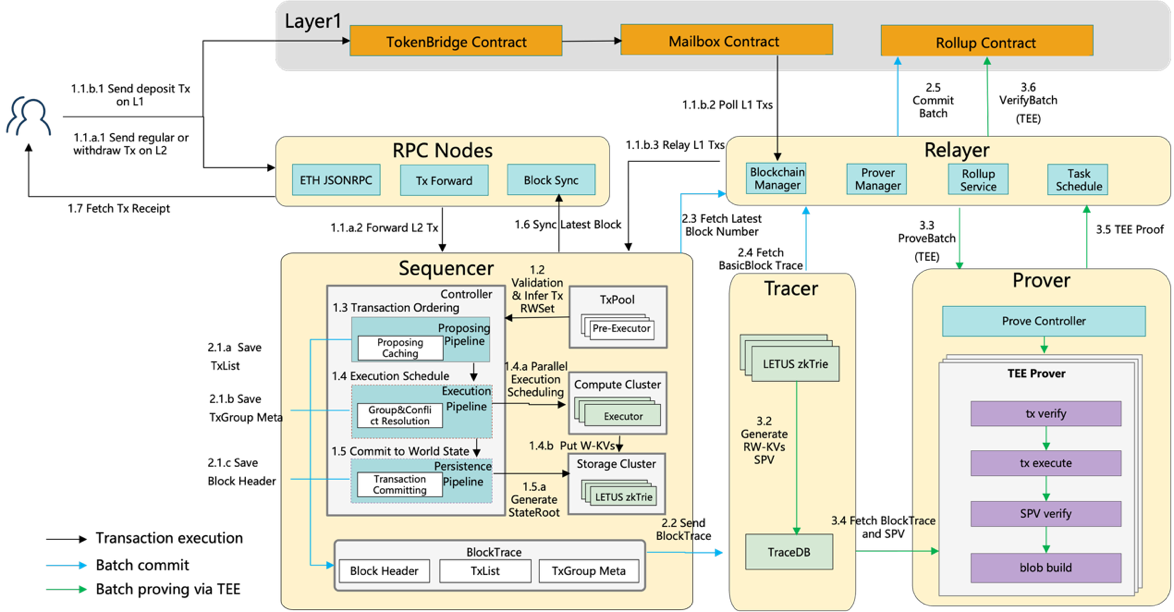 Layer1
TokenBridge Contract
Mailbox Contract
Rollup Contract
1.1.b.1 Send deposit Tx
on L1
1.1.a.1 Send regular or
withdraw Tx on L2
1.7 Fetch Tx Receipt
1.1.b.2 Poll L1 Txs
2.5
Commit
Batch
3.6
VerifyBatch
(TEE)
RPC Nodes
ETH JSONRPC
Tx Forward
Block Sync
1.1.b.3 Relay L1 Txs
Relayer
Blockchain
Manager
Prover
Manager
Rollup
Service
Task
Schedule
1.1.a.2 Forward L2 Tx
1.6 Sync Latest Block
2.3 Fetch Latest
Block Number
2.4 Fetch
BasicBlock Trace
3.3
ProveBatch
(TEE)
3.5 TEE Proof
Sequencer
Controller
1.3 Transaction Ordering
Proposing
Pipeline
Proposing
Caching
1.2
Validation
& Infer Tx
RWSet
TxPool
Pre-Executor
1.4 Execution Schedule
Execution
Pipeline
Group&Confli
ct Resolution
1.4.a Parallel
Execution
Scheduling
Compute Cluster
Executor
1.4.b Put W-KVs
1.5 Commit to World State
Persistence
Pipeline
Transaction
Committing
1.5.a
Generate
StateRoot
Storage Cluster
LETUS zkTrie
2.1.a Save
TxList
2.1.b Save
TxGroup Meta
2.1.c Save
Block Header
BlockTrace
Block Header
TxList
TxGroup Meta
2.2 Send
BlockTrace
Tracer
LETUS zkTrie
3.2
Generate
RW-KVs
SPV
TraceDB
3.4 Fetch BlockTrace
and SPV
Prover
Prove Controller
TEE Prover
tx verify
tx execute
SPV verify
blob build
Transaction execution
Batch commit
Batch proving via TEE